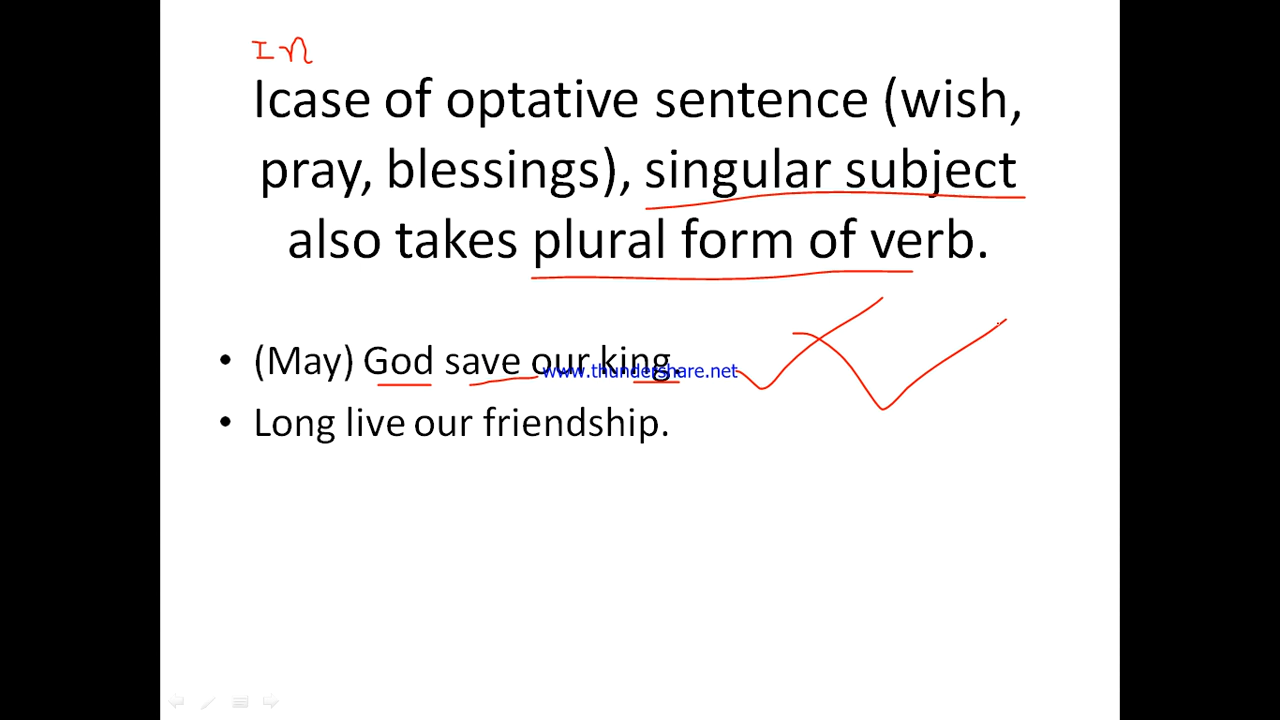 In
Icase of optative sentence (wish,
pray, blessings), singular subject
also takes plural form of verb.
• (May) God save our king.
www.thundershare.net
• Long live our friendship.